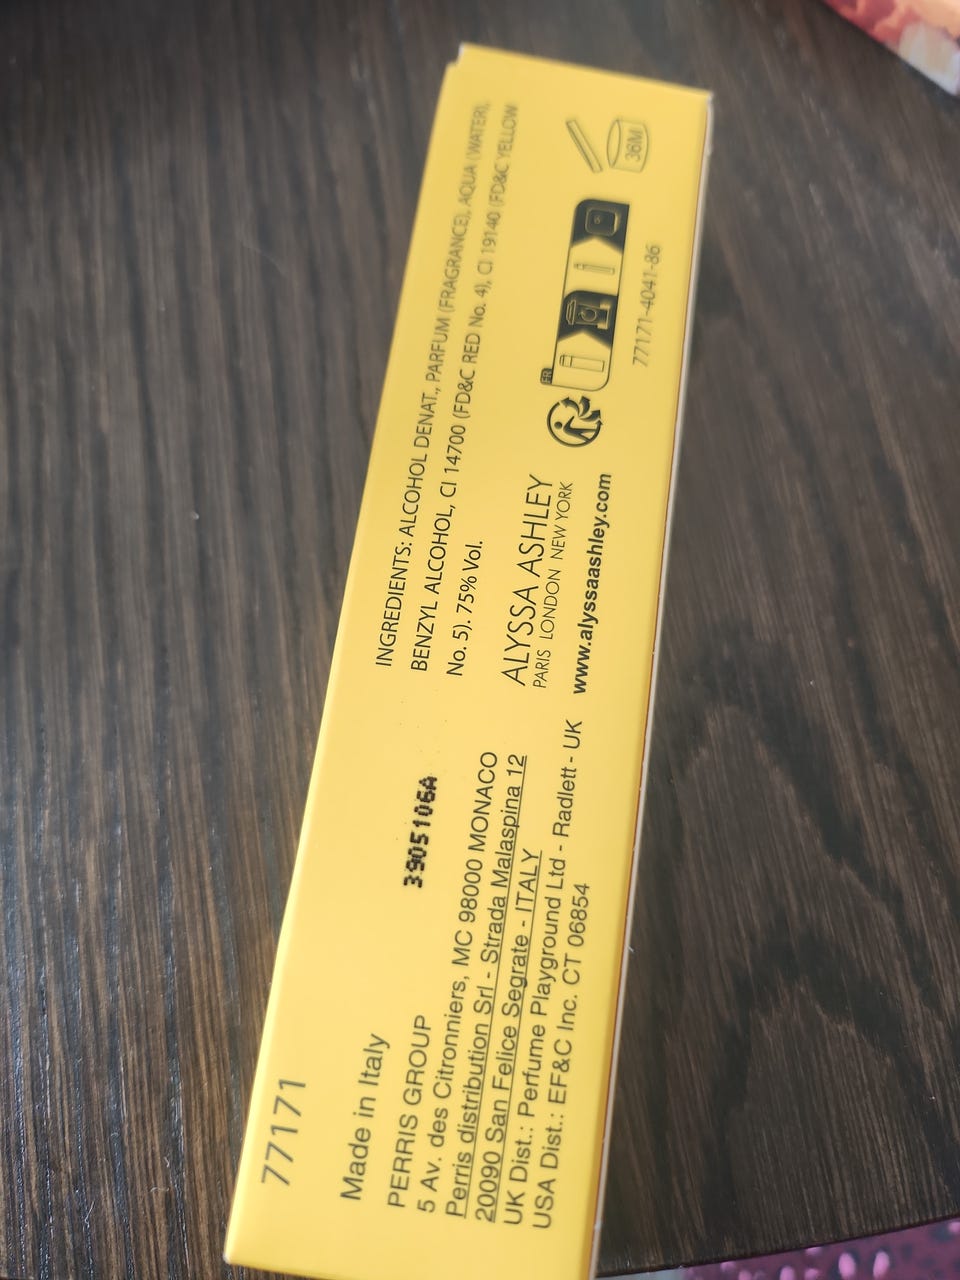 77171
Made in Italy
3905106A
PERRIS GROUP
5 Av. des Citronniers, MC 98000 MONACO
Perris distribution Srl - Strada Malaspina 12
20090 San Felice Segrate - ITALY
UK Dist.: Perfume Playground Ltd - Radlett - UK
USA Dist.: EF&C Inc. CT 06854
INGREDIENTS: ALCOHOL DENAT., PARFUM (FRAGRANCE), AQUA (WATER),
BENZYL ALCOHOL, CI 14700 (FD&C RED No. 4), CI 19140 (FD&C YELLOW
No. 5). 75% Vol.
ALYSSA ASHLEY
PARIS LONDON NEW YORK
www.alyssaashley.com
FR
36M
77171-4041-86